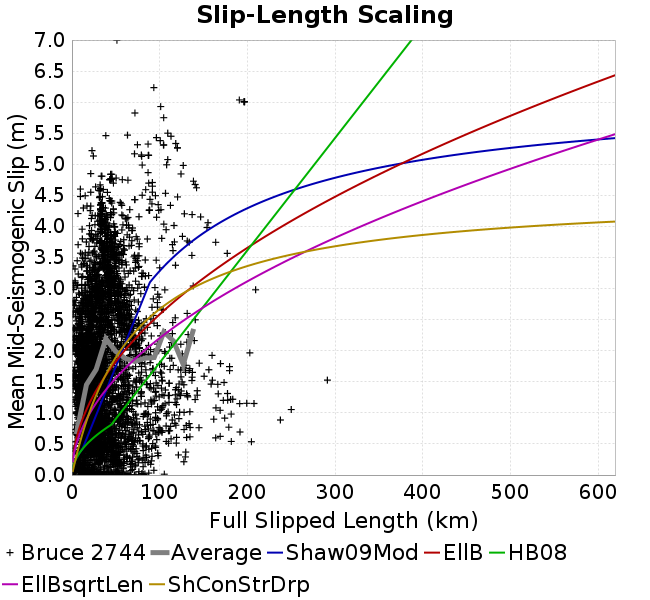 Slip-Length Scaling
Mean Mid-Seismogenic Slip (m)
7.0
6.5
6.0
5.5
5.0
4.5
4.0
3.5
3.0
2.5
2.0
1.5
1.0
0.5
0.0
0 100 200 300 400 500 600
Full Slipped Length (km)
Bruce 2744 Average Shaw09Mod EllB HB08
EllBsqrtLen ShConStrDrp